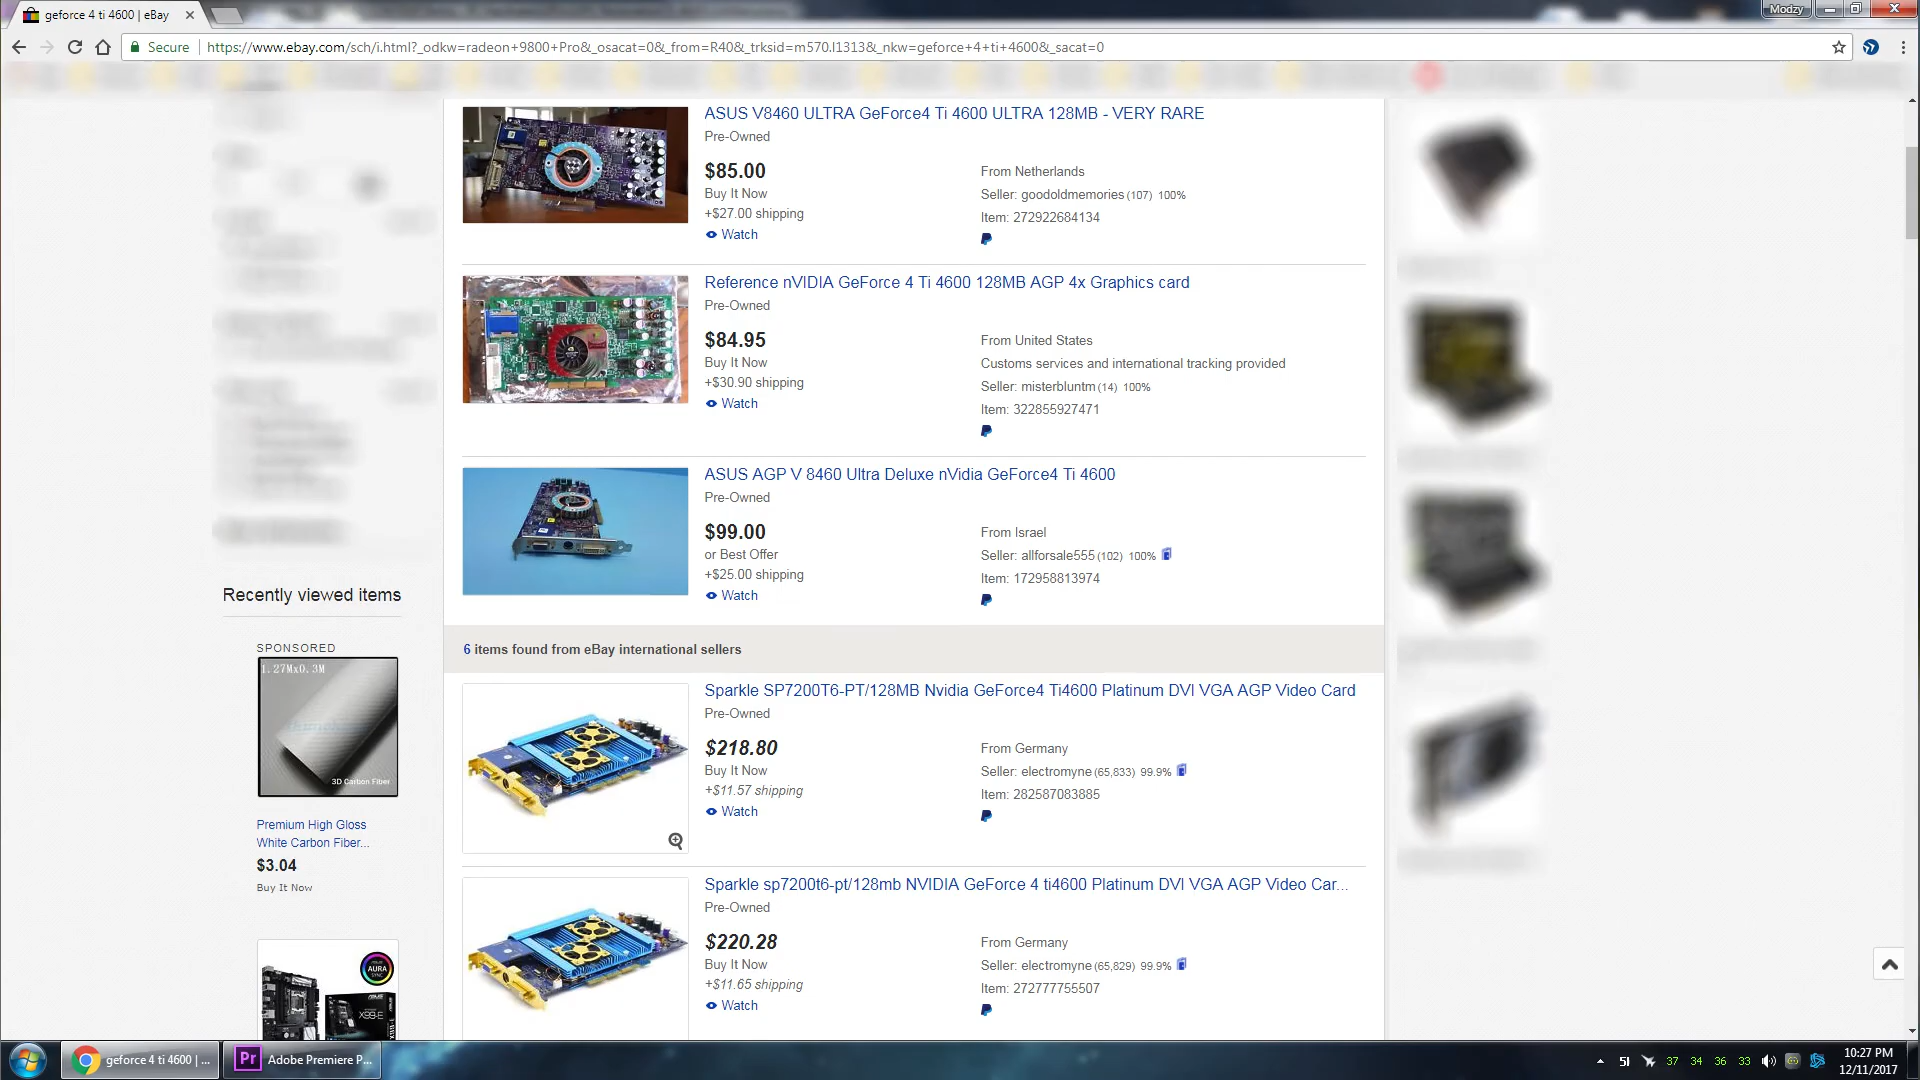 geforce 4 ti 4600 | eBay
Modzy
Secure
https://www.ebay.com/sch/i.html?_odkw=radeon+9800+Pro&_osacat=0&_from=R40&_trksid=m570.l1313&_nkw=geforce+4+ti+4600&_sacat=0
ASUS V8460 ULTRA GeForce4 Ti 4600 ULTRA 128MB - VERY RARE
Pre-Owned
$85.00
Buy It Now
+$27.00 shipping
Watch
From Netherlands
Seller: goodoldmemories (107) 100%
Item: 272922684134
Reference nVIDIA GeForce 4 Ti 4600 128MB AGP 4x Graphics card
Pre-Owned
$84.95
Buy It Now
+$30.90 shipping
Watch
From United States
Customs services and international tracking provided
Seller: misterbluntm (14) 100%
Item: 322855927471
ASUS AGP V 8460 Ultra Deluxe nVidia GeForce4 Ti 4600
Pre-Owned
$99.00
or Best Offer
+$25.00 shipping
Watch
From Israel
Seller: allforsale555 (102) 100%
Item: 172958813974
6 items found from eBay international sellers
Sparkle SP7200T6-PT/128MB Nvidia GeForce4 Ti4600 Platinum DVI VGA AGP Video Card
Pre-Owned
$218.80
Buy It Now
+$11.57 shipping
Watch
From Germany
Seller: electromyne (65,833) 99.9%
Item: 282587083885
Sparkle sp7200t6-pt/128mb NVIDIA GeForce 4 ti4600 Platinum DVI VGA AGP Video Car...
Pre-Owned
$220.28
Buy It Now
+$11.65 shipping
Watch
From Germany
Seller: electromyne (65,829) 99.9%
Item: 272777755507
Recently viewed items
SPONSORED
1.27Mx0.3M
3D Carbon Fiber
Premium High Gloss
White Carbon Fiber...
$3.04
Buy It Now
AURA
SYNC
X99-E
geforce 4 ti 4600 | ...
Pr
Adobe Premiere P...
51
37
34
36
33
10:27 PM
12/11/2017